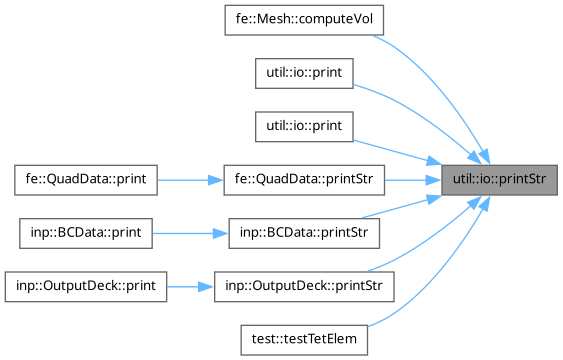 fe::Mesh::computeVol
util::io::print
util::io::print
fe::QuadData::print
fe::QuadData::printStr
util::io::printStr
inp::BCData::print
inp::BCData::printStr
inp::OutputDeck::print
inp::OutputDeck::printStr
test::testTetElem